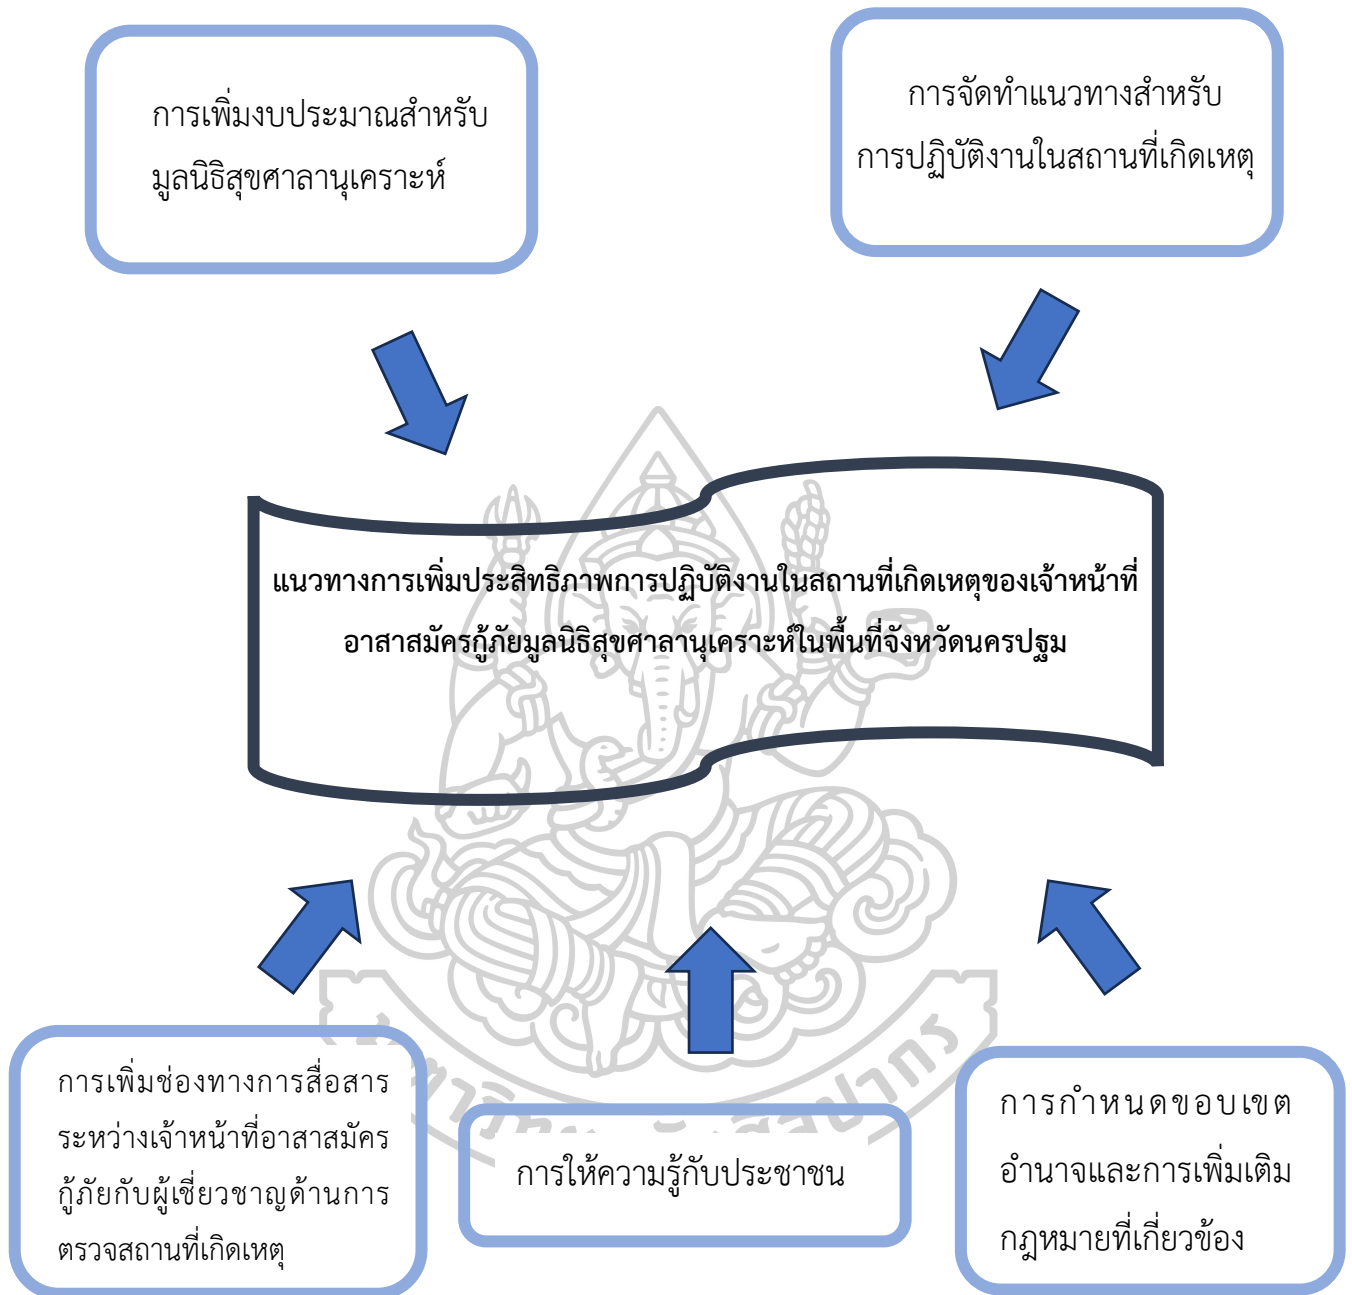 การเพิ่มงบประมาณสำหรับ
มูลนิธิสุขศาลานุเคราะห์
การจัดทำแนวทางสำหรับ
การปฏิบัติงานในสถานที่เกิดเหตุ
แนวทางการเพิ่มประสิทธิภาพการปฏิบัติงานในสถานที่เกิดเหตุของเจ้าหน้าที่
อาสาสมัครกู้ภัยมูลนิธิสุขศาลานุเคราะห์ในพื้นที่จังหวัดนครปฐม
การเพิ่มช่องทางการสื่อสาร
ระหว่างเจ้าหน้าที่อาสาสมัคร
กู้ภัยกับผู้เชี่ยวชาญด้านการ
ตรวจสถานที่เกิดเหตุ
การให้ความรู้กับประชาชน
การกำหนดขอบเขต
อำนาจและการเพิ่มเติม
กฎหมายที่เกี่ยวข้อง